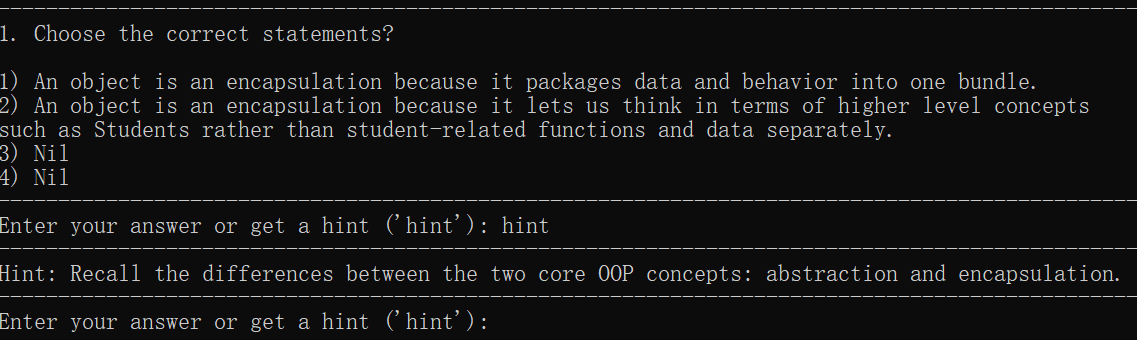 1. Choose the correct statements?
1) An object is an encapsulation because it packages data and behavior into one bundle.
2) An object is an encapsulation because it lets us think in terms of higher level concepts
such as Students rather than student-related functions and data separately.
3) Nil
4) Nil
Enter your answer or get a hint ('hint'): hint
Hint: Recall the differences between the two core OOP concepts: abstraction and encapsulation.
Enter your answer or get a hint ('hint'):